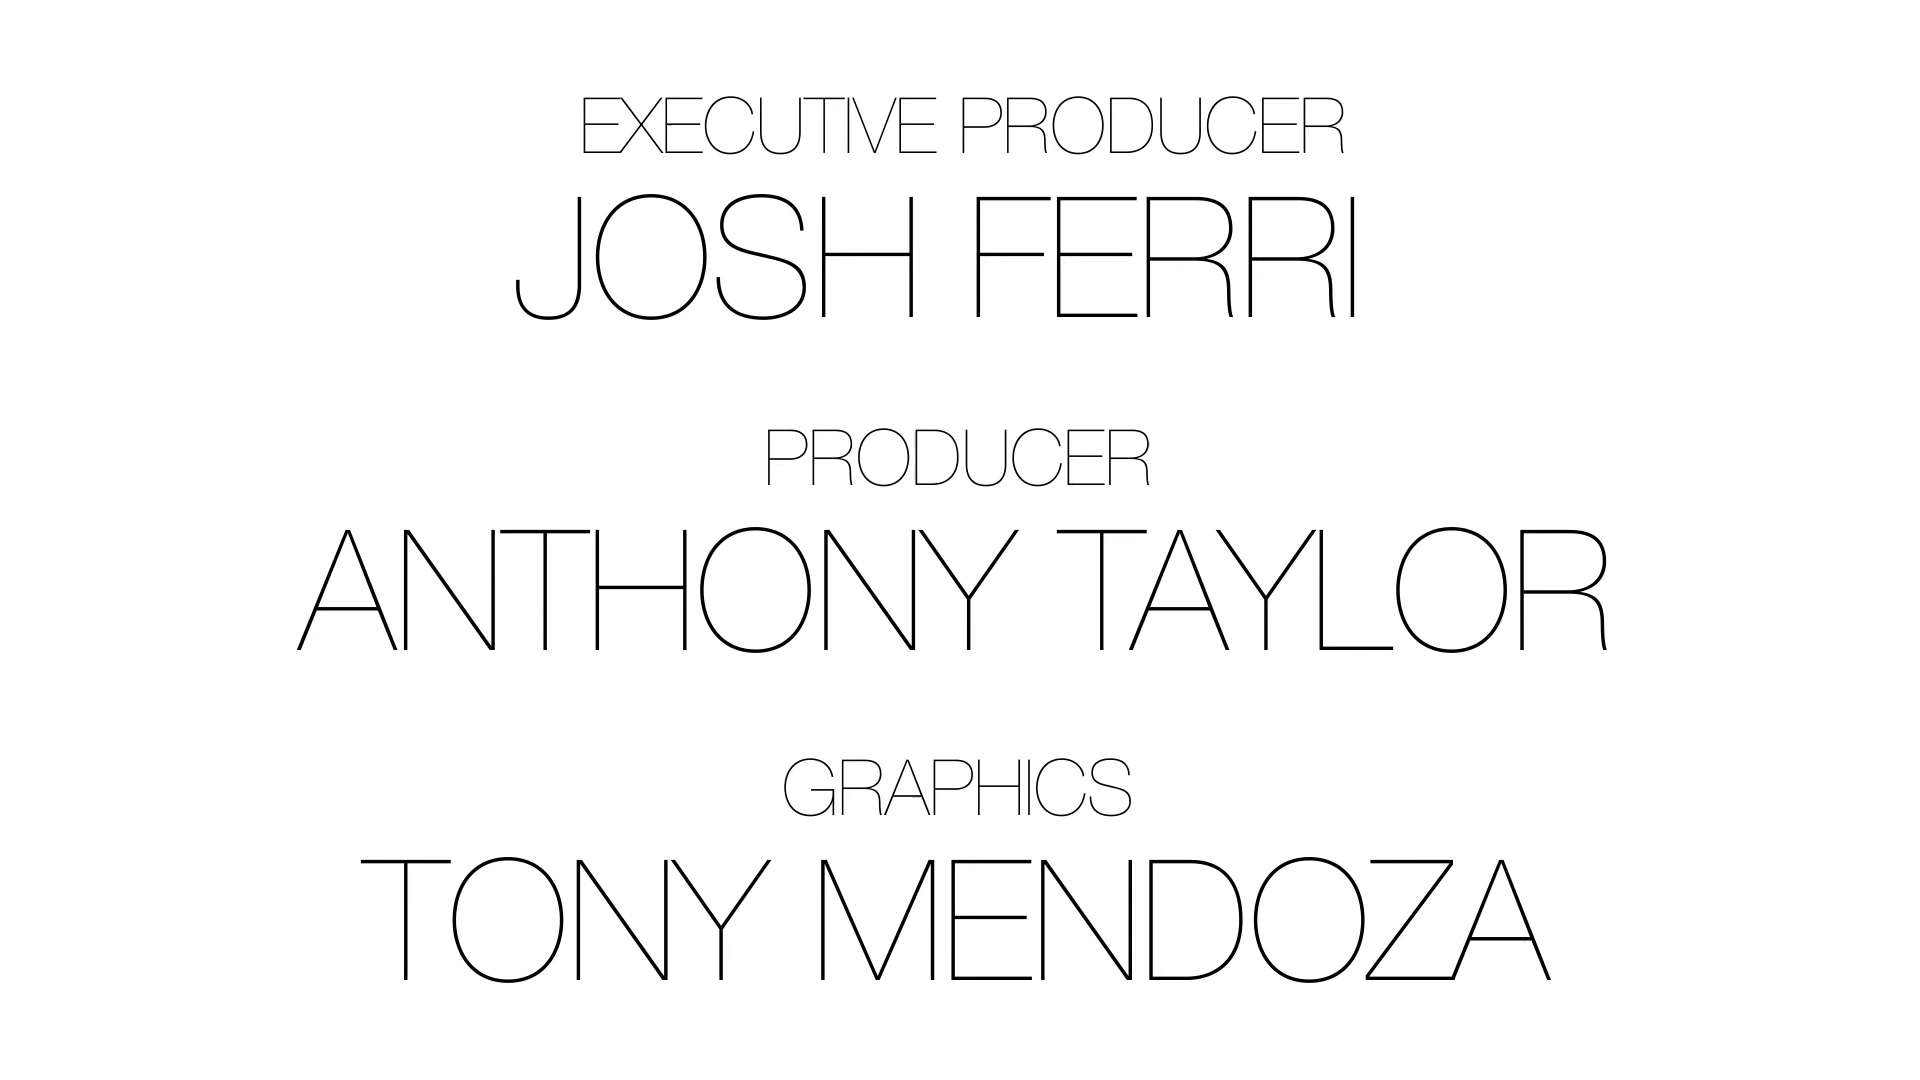 EXECUTIVE PRODUCER
JOSH FERRI
PRODUCER
ANTHONY TAYLOR
GRAPHICS
TONY MENDOZA